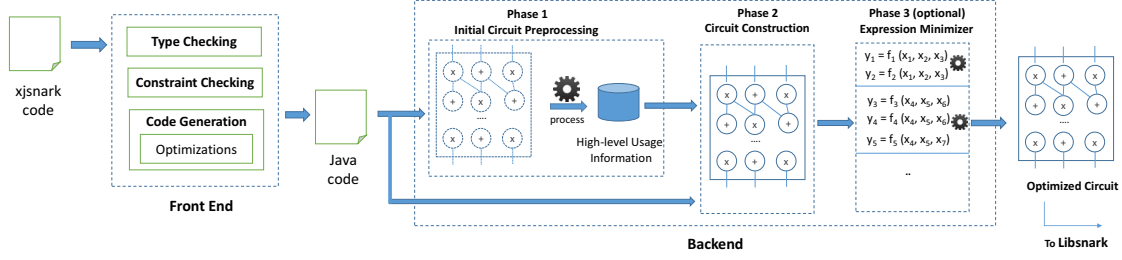 xjsnark
code
Type Checking
Constraint Checking
Code Generation
Optimizations
Front End
Java
code
Phase 1
Initial Circuit Preprocessing
x + x
+ x +
....
x + x
process
High-level Usage
Information
Phase 2
Circuit Construction
x + x
+ x +
....
+ x x
Phase 3 (optional)
Expression Minimizer
y₁ = f₁ (x₁, x₂, x₃)
y₂ = f₂ (x₁, x₂, x₃)
y₃ = f₃ (x₄, x₅, x₆)
y₄ = f₄ (x₄, x₅, x₆)
y₅ = f₅ (x₄, x₅, x₇)
..
Backend
x + x
+ x +
....
x + x
Optimized Circuit
To Libsnark